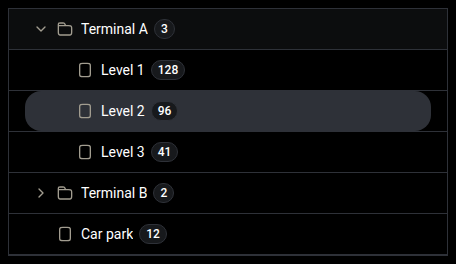 Terminal A 3
Level 1 128
Level 2 96
Level 3 41
Terminal B 2
Car park 12